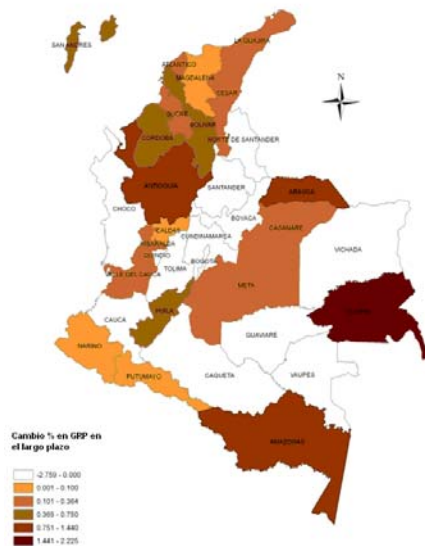 SAN ANDRES
LA GUAJIRA
ATLANTICO
MAGDALENA
N
CESAR
SUCRE
BOLIVAR
CORDOBA
NORTE DE SANTANDER
ANTIOQUIA
SANTANDER
ARAUCA
CHOCO
BOYACA
CALDAS
CASANARE
CUNDINAMARCA
RISARALDA
VICHADA
QUINDIO
BOGOTA
TOLIMA
VALLE DEL CAUCA
META
HUILA
CAUCA
GUAVIARE
NARIÑO
VAUPES
PUTUMAYO
CAQUETA
AMAZONAS
Cambio % en GRP en
el largo plazo
-2.759 - 0.000
0.001 - 0.100
0.101 - 0.364
0.365 - 0.750
0.751 - 1.440
1.441 - 2.225